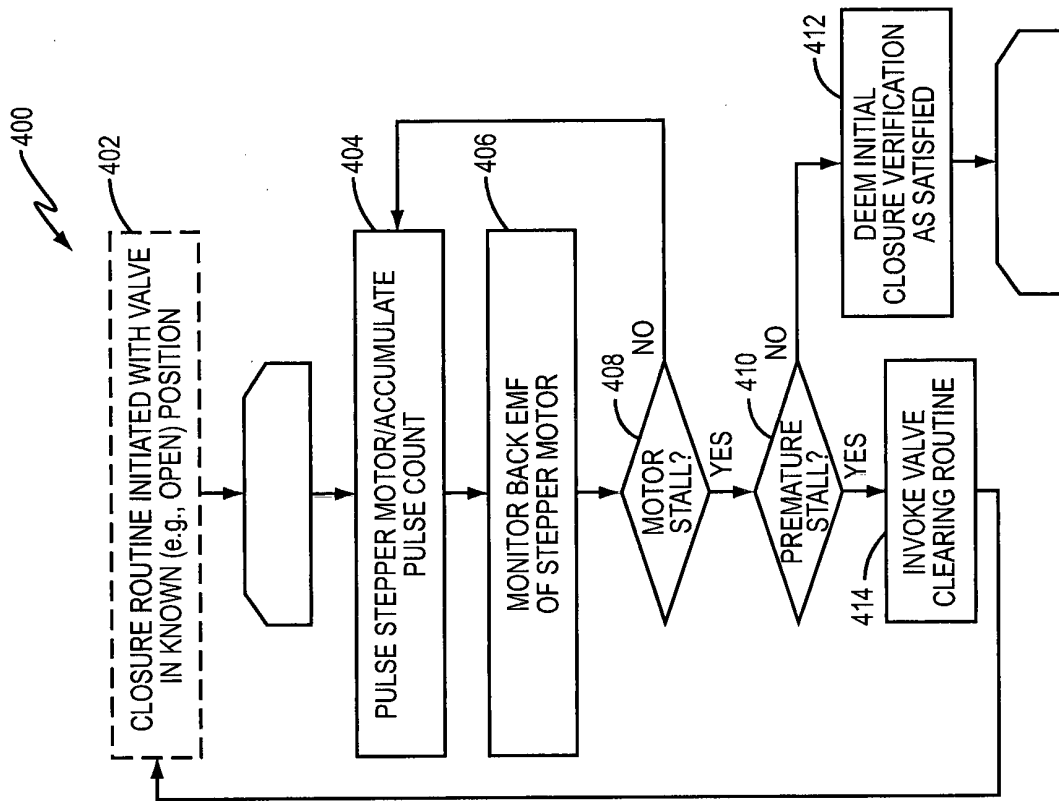 400
402
CLOSURE ROUTINE INITIATED WITH VALVE
IN KNOWN (e.g., OPEN) POSITION
404
PULSE STEPPER MOTOR/ACCUMULATE
PULSE COUNT
406
MONITOR BACK EMF
OF STEPPER MOTOR
408
MOTOR
STALL?
NO
YES
410
PREMATURE
STALL?
NO
YES
412
DEEM INITIAL
CLOSURE VERIFICATION
AS SATISFIED
414
INVOKE VALVE
CLEARING ROUTINE